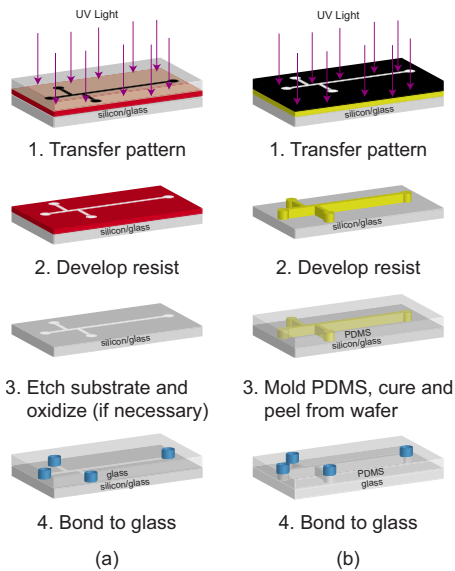 UV Light
silicon/glass
1. Transfer pattern
silicon/glass
2. Develop resist
silicon/glass
3. Etch substrate and
oxidize (if necessary)
glass
silicon/glass
4. Bond to glass
(a)
UV Light
silicon/glass
1. Transfer pattern
silicon/glass
2. Develop resist
PDMS
silicon/glass
3. Mold PDMS, cure and
peel from wafer
PDMS
glass
4. Bond to glass
(b)